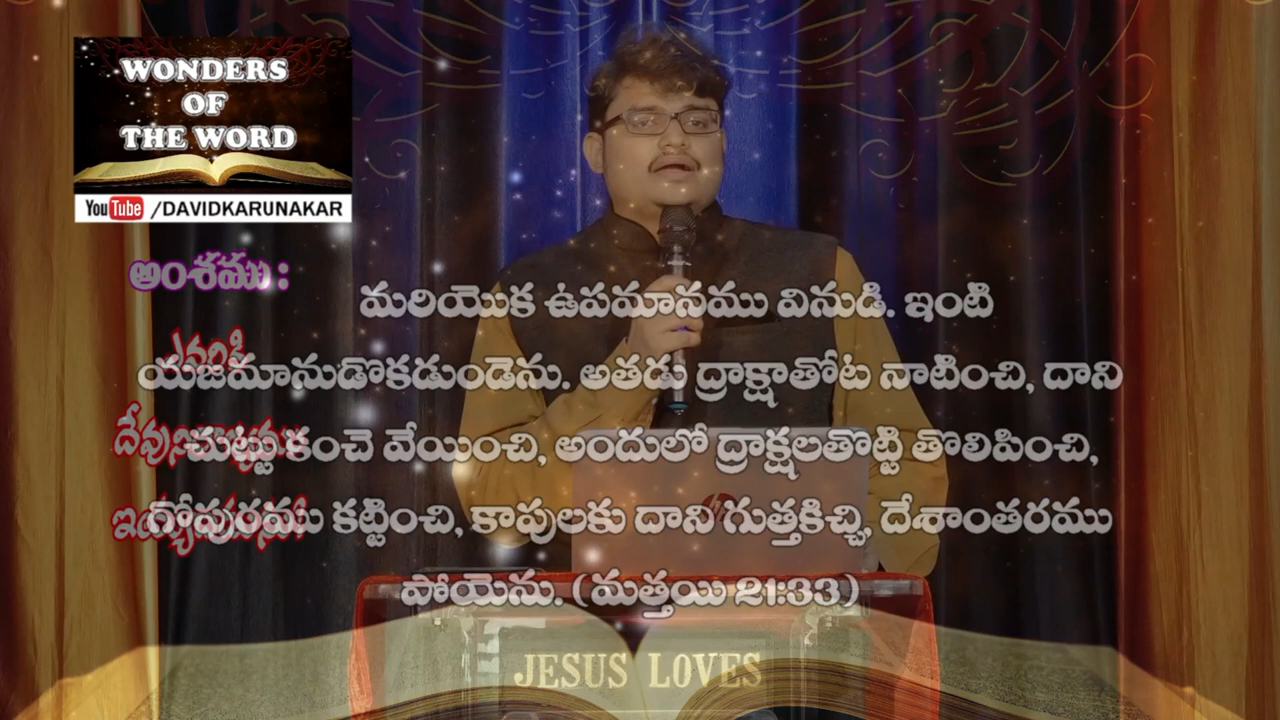 WONDERS
OF
THE WORD
YouTube /DAVIDKARUNAKAR
అంశము :
మరియొక ఉపమానము వినుడి. ఇంటి
యజమానుడొకడుండెను. అతడు ద్రాక్షాతోట నాటించి, దాని
చుట్టు కంచె వేయించి, అందులో ద్రాక్షలతొట్టి తొలిపించి,
గోపురము కట్టించి, కాపులకు దాని గుత్తకిచ్చి, దేశాంతరము
పోయెను. (మత్తయి 21:33)
JESUS LOVES